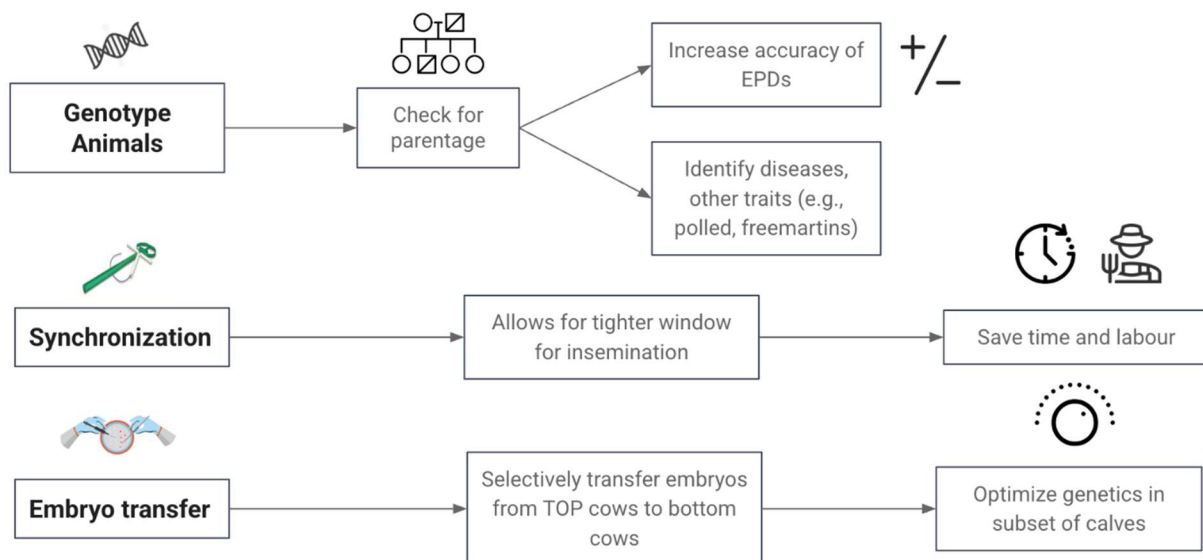 Genotype
Animals
Check for
parentage
Increase accuracy of
EPDs
+/−
Identify diseases,
other traits (e.g.,
polled, freemartins)
Synchronization
Allows for tighter window
for insemination
Save time and labour
Embryo transfer
Selectively transfer embryos
from TOP cows to bottom
cows
Optimize genetics in
subset of calves